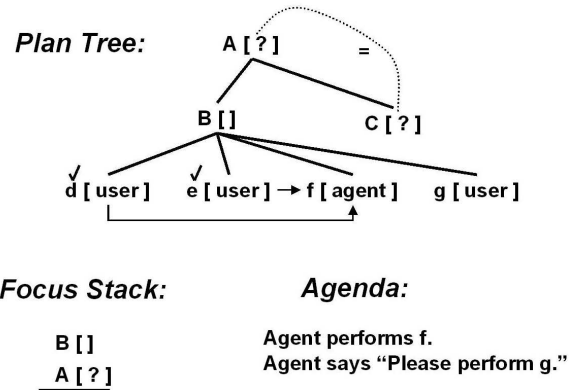 Plan Tree:
A [ ? ]
=
B [ ]
C [ ? ]
✓ ✓
d [ user ] e [ user ] → f [ agent ] g [ user ]
Focus Stack:
Agenda:
B [ ]
A [ ? ]
Agent performs f.
Agent says “Please perform g.”